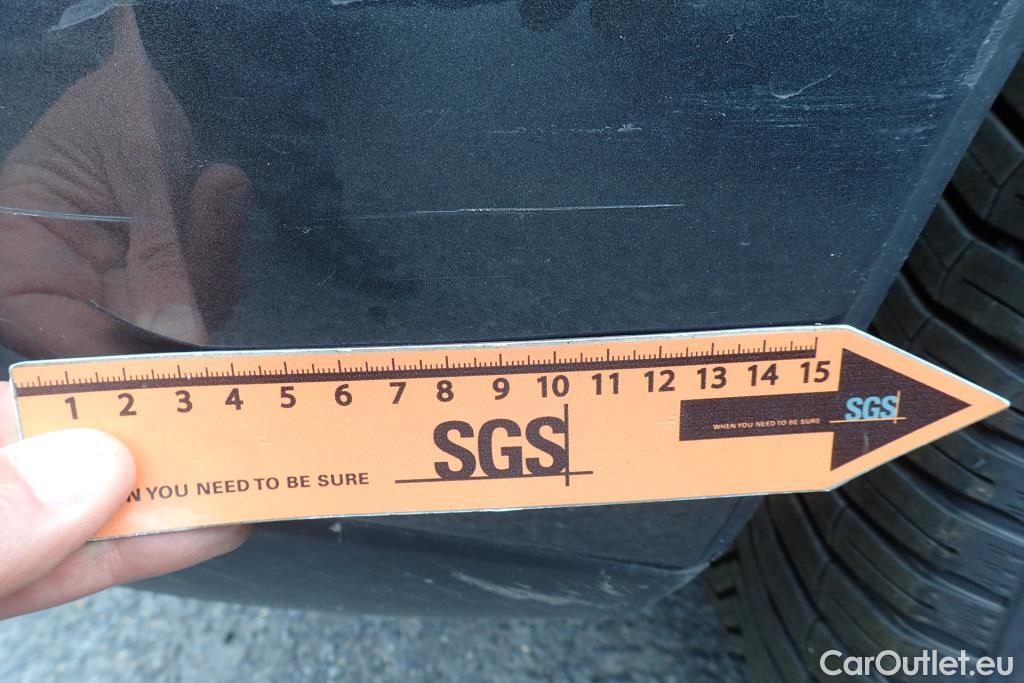 1 2 3 4 5 6 7 8 9 10 11 12 13 14 15
SGS
WHEN YOU NEED TO BE SURE
SGS
N YOU NEED TO BE SURE
CarOutlet.eu